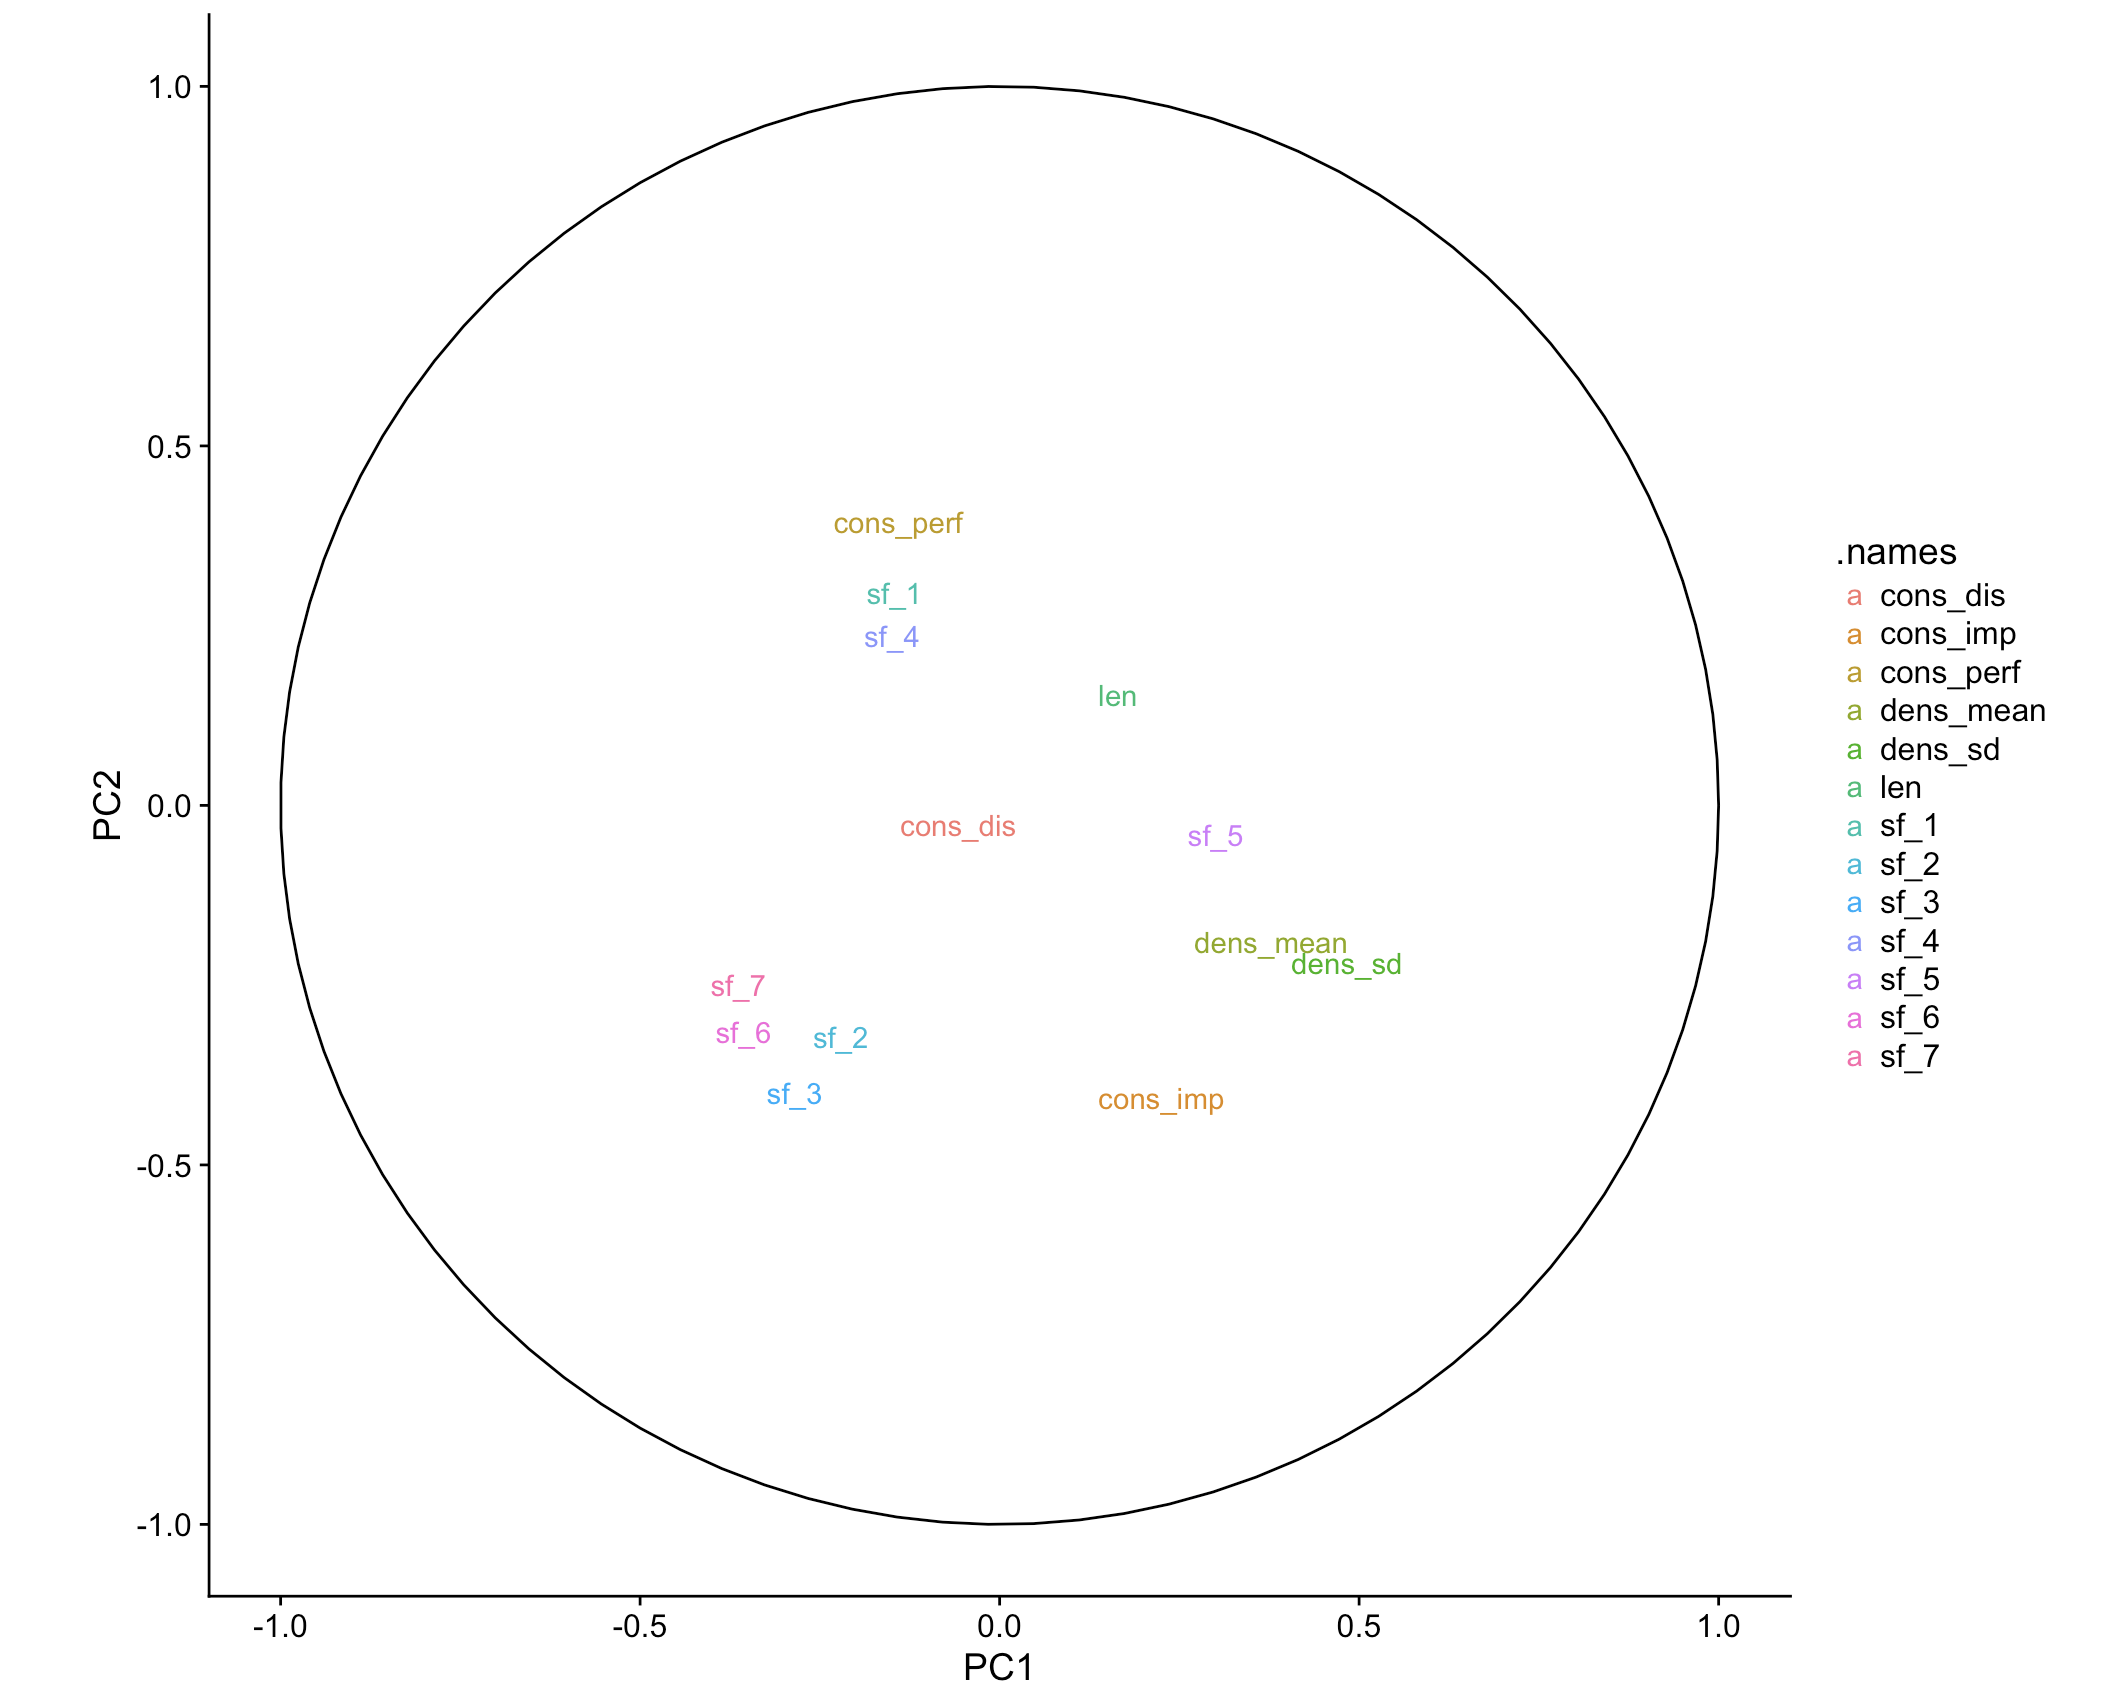 1.0
0.5
0.0
-0.5
-1.0
PC2
cons_perf
sf_1
sf_4
len
cons_dis
sf_5
dens_mean
dens_sd
sf_7
sf_6
sf_2
sf_3
cons_imp
-1.0
-0.5
0.0
0.5
1.0
PC1
.names
a cons_dis
a cons_imp
a cons_perf
a dens_mean
a dens_sd
a len
a sf_1
a sf_2
a sf_3
a sf_4
a sf_5
a sf_6
a sf_7